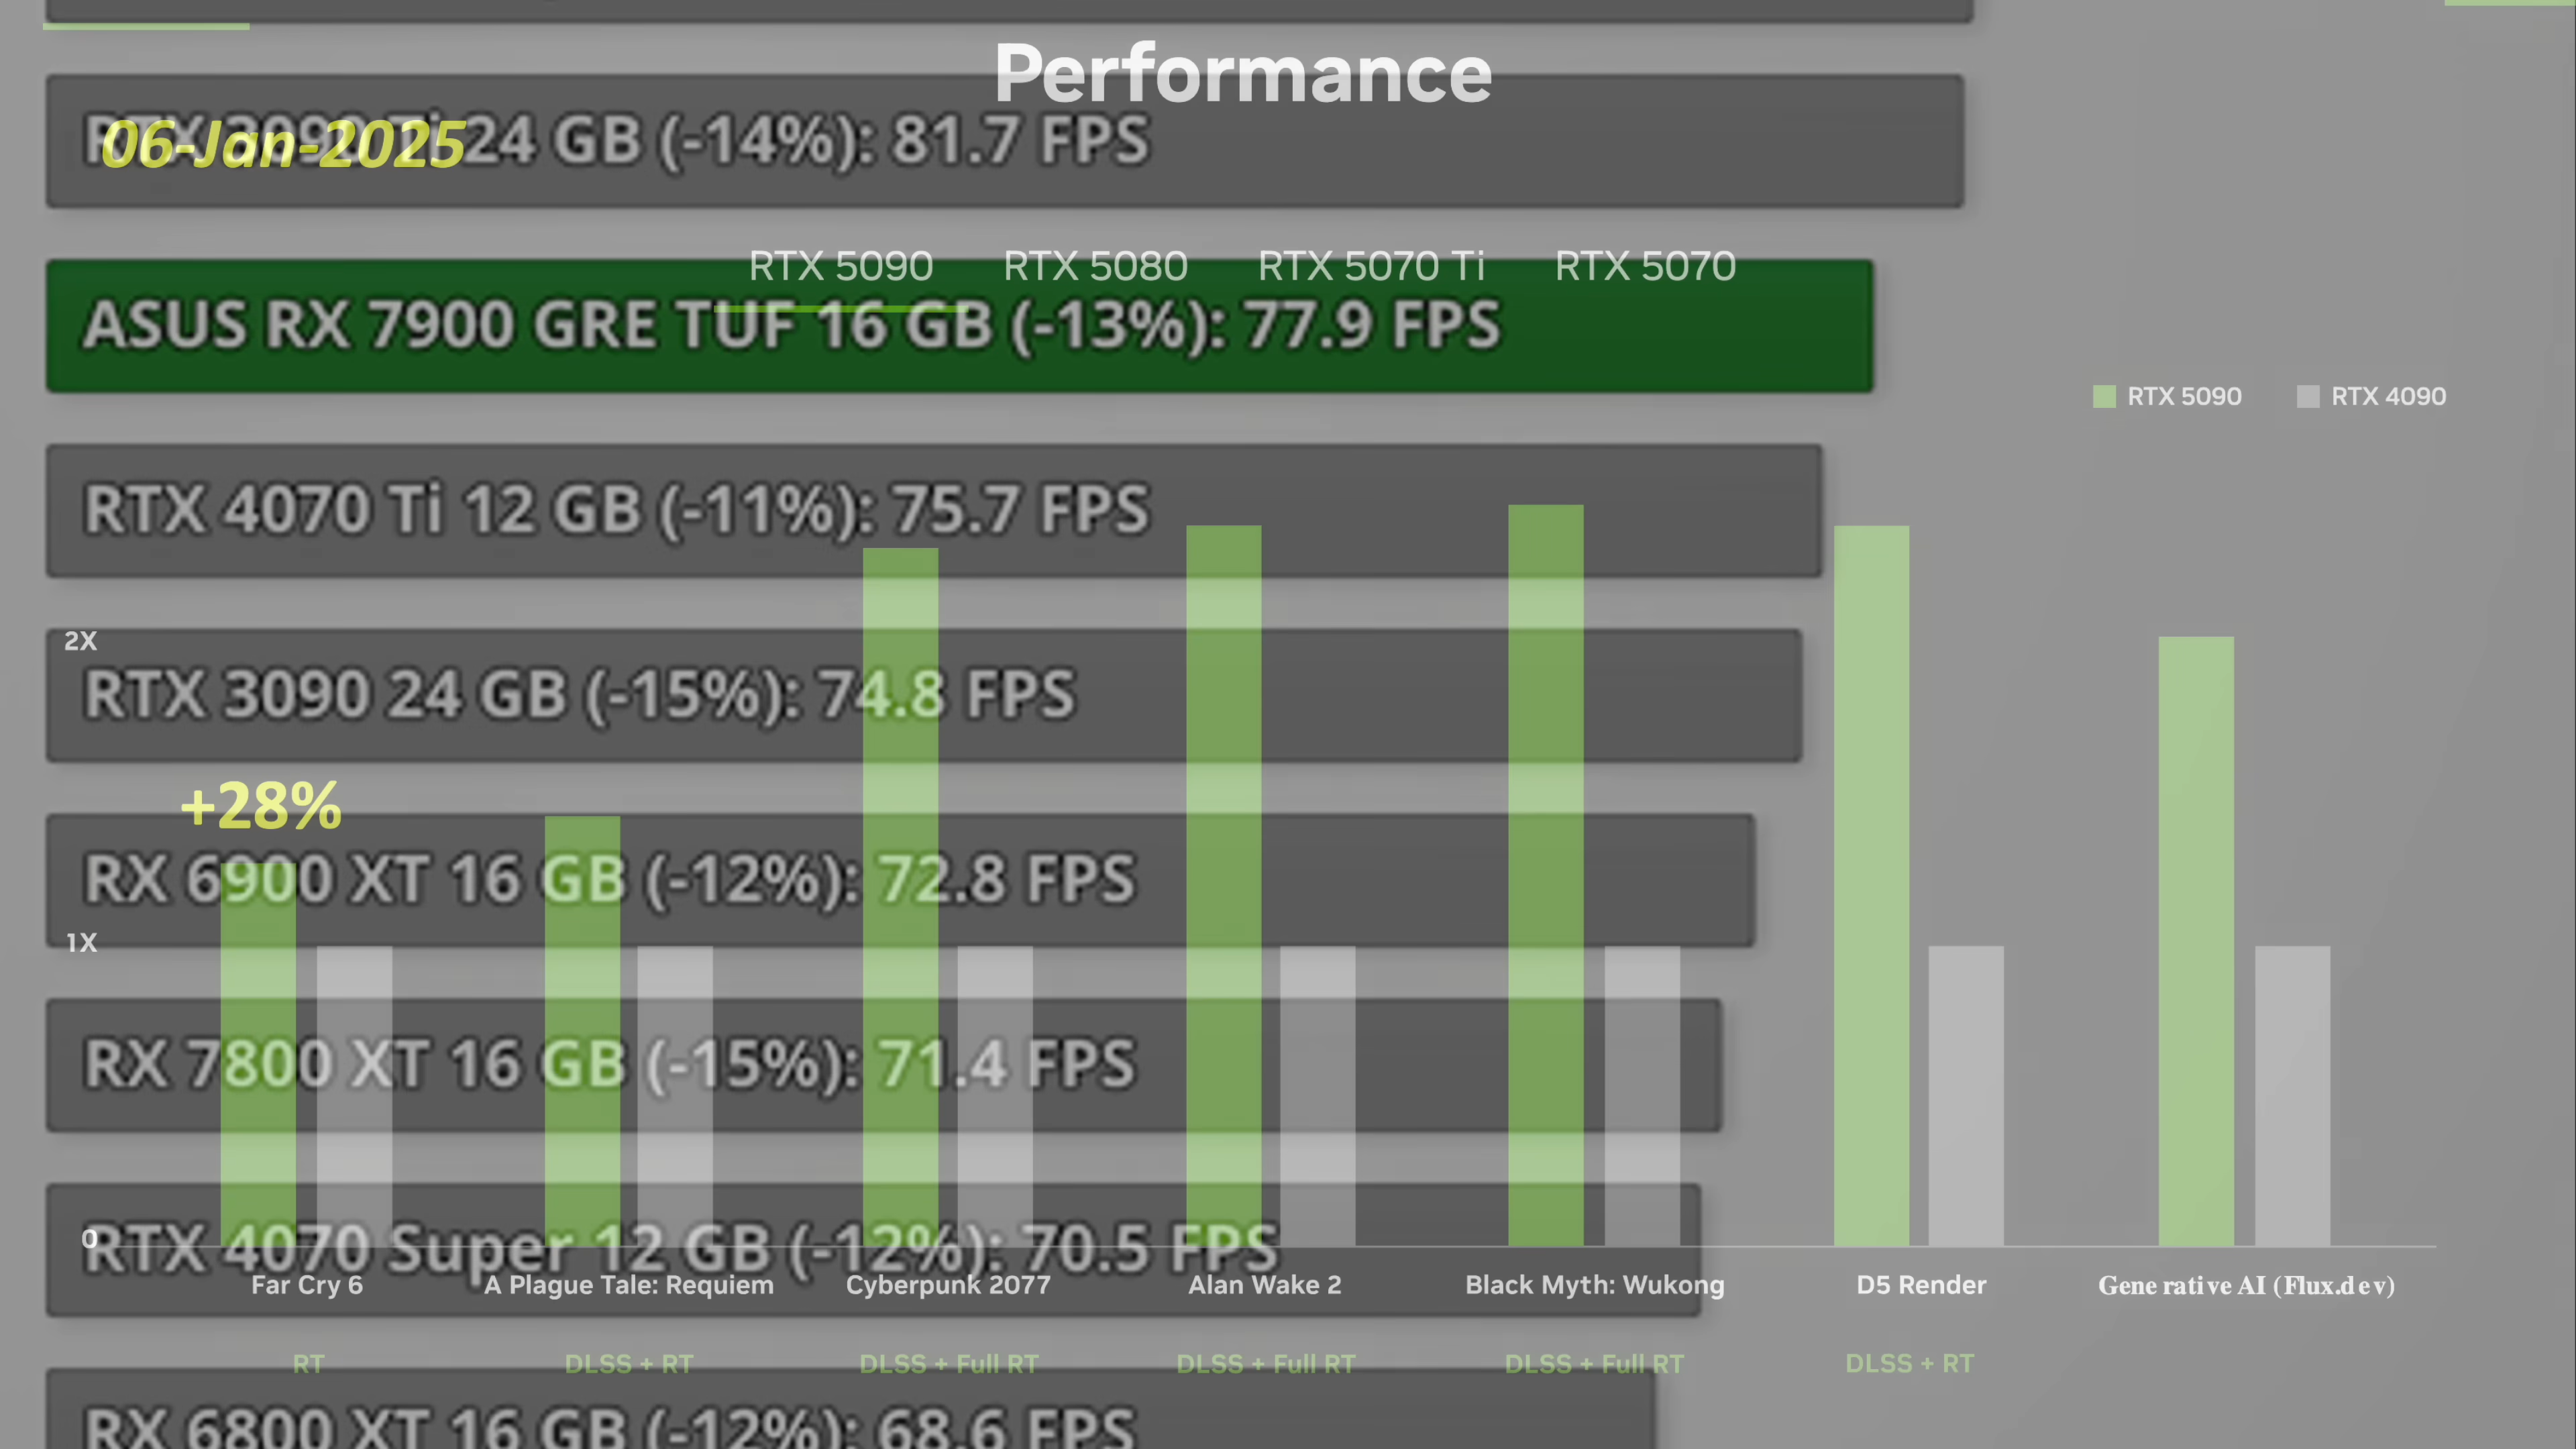 Performance
RTX 3090 Ti 24 GB (-14%): 81.7 FPS
06-Jan-2025
RTX 5090 RTX 5080 RTX 5070 Ti RTX 5070
ASUS RX 7900 GRE TUF 16 GB (-13%): 77.9 FPS
RTX 5090 RTX 4090
RTX 4070 Ti 12 GB (-11%): 75.7 FPS
2X
RTX 3090 24 GB (-15%): 74.8 FPS
+28%
RX 6900 XT 16 GB (-12%): 72.8 FPS
1X
RX 7800 XT 16 GB (-15%): 71.4 FPS
0
RTX 4070 Super 12 GB (-12%): 70.5 FPS
Far Cry 6 A Plague Tale: Requiem Cyberpunk 2077 Alan Wake 2 Black Myth: Wukong D5 Render Generative AI (Flux.dev)
RT DLSS + RT DLSS + Full RT DLSS + Full RT DLSS + Full RT DLSS + RT
RX 6800 XT 16 GB (-12%): 68.6 FPS